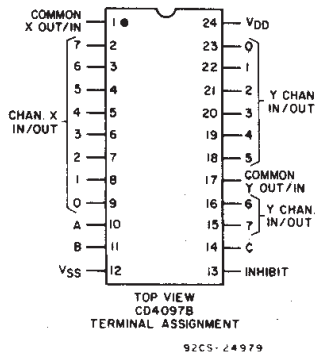 COMMON
X OUT/IN
1
24
VDD
7
2
23
0
6
3
22
1
5
4
21
2
Y CHAN
IN/OUT
CHAN. X
IN/OUT
4
5
20
3
3
6
19
4
2
7
18
5
1
8
17
COMMON
Y OUT/IN
0
9
16
6
Y CHAN.
IN/OUT
A
10
15
7
B
11
14
C
VSS
12
13
INHIBIT
TOP VIEW
CD4097B
TERMINAL ASSIGNMENT
92CS-24979